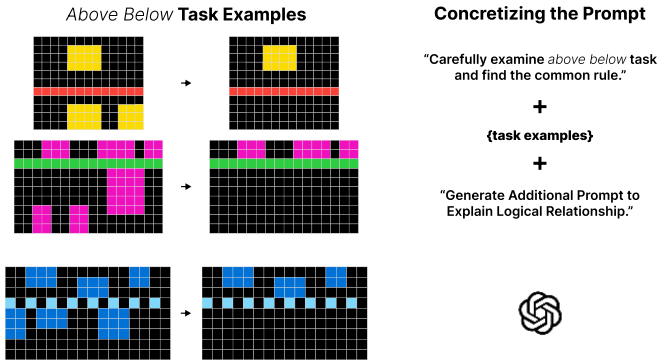 Above Below Task Examples
Concretizing the Prompt
“Carefully examine above below task
and find the common rule.”
+
{task examples}
+
“Generate Additional Prompt to
Explain Logical Relationship.”